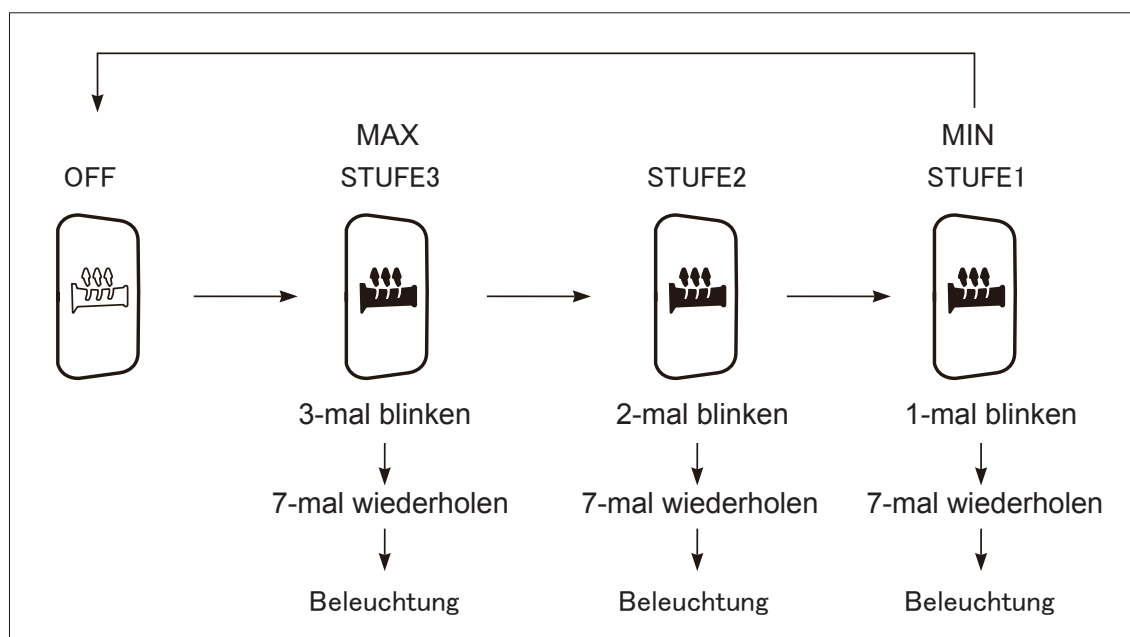 MAX
MIN
OFF
STUFE3
STUFE2
STUFE1
3-mal blinken
2-mal blinken
1-mal blinken
7-mal wiederholen
7-mal wiederholen
7-mal wiederholen
Beleuchtung
Beleuchtung
Beleuchtung